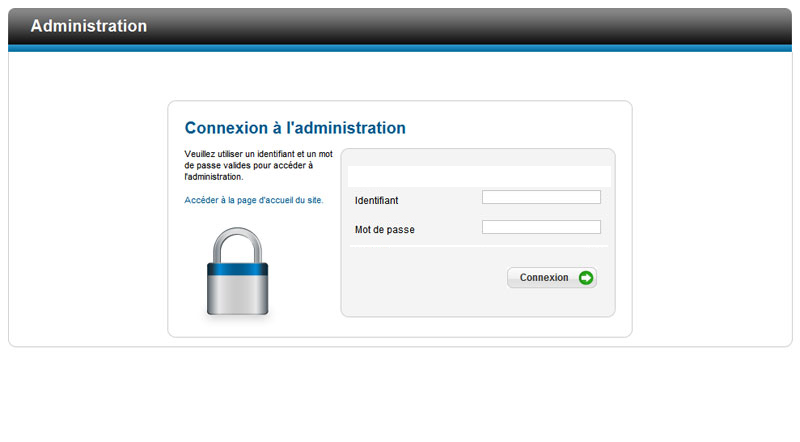 Administration
Connexion à l'administration
Veuillez utiliser un identifiant et un mot
de passe valides pour accèder à
l'administration.
Accéder à la page d'accueil du site.
Identifiant
Mot de passe
Connexion